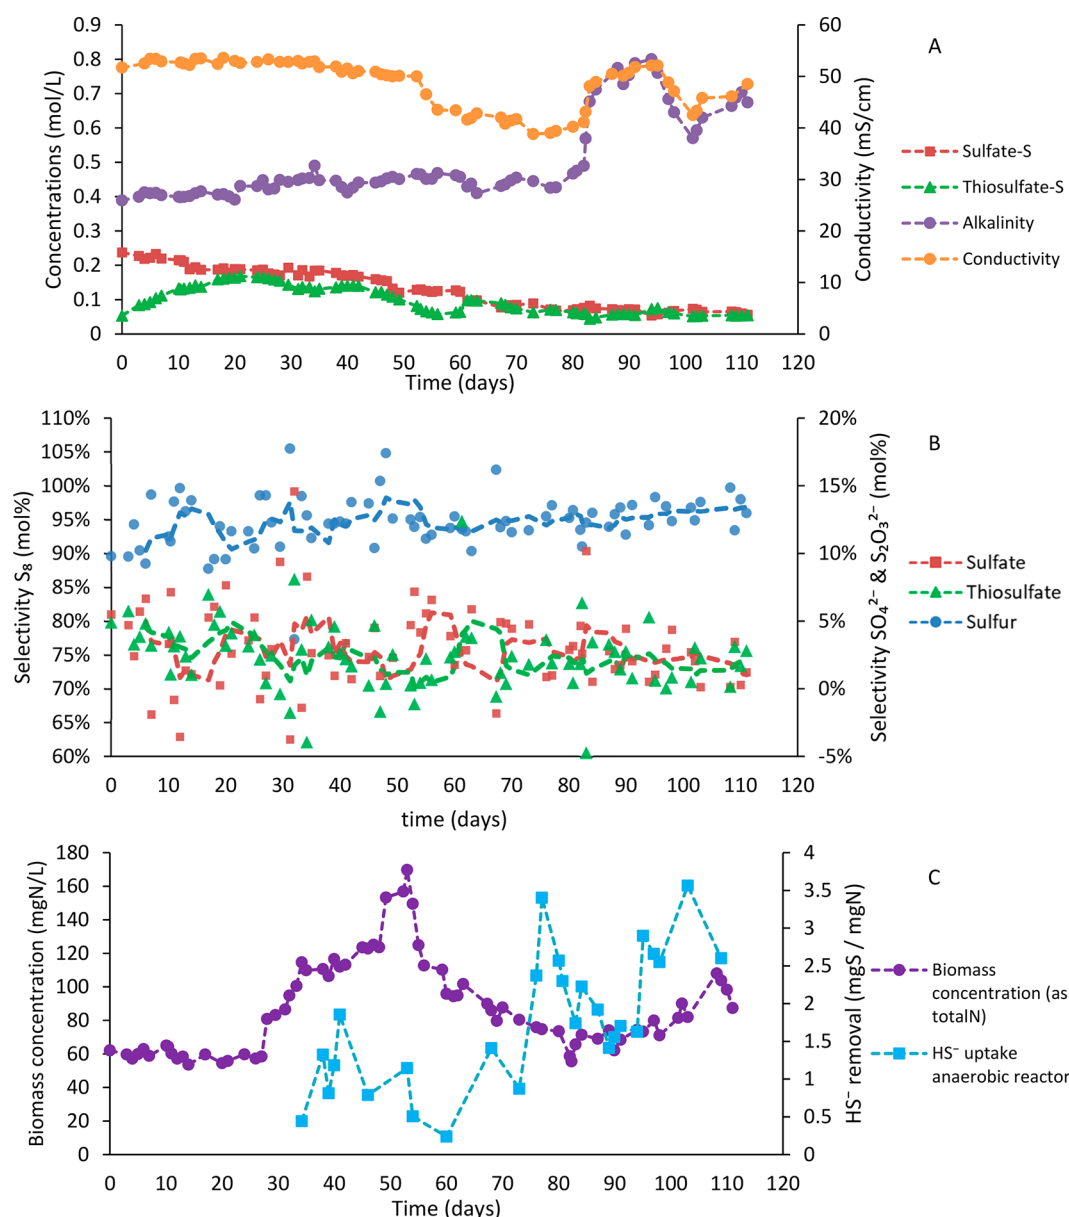 A
0.9
0.8
0.7
0.6
0.5
0.4
0.3
0.2
0.1
0
Concentrations (mol/L)
60
50
40
30
20
10
0
Conductivity (mS/cm)
0 10 20 30 40 50 60 70 80 90 100 110 120
Time (days)
Sulfate-S
Thiosulfate-S
Alkalinity
Conductivity
B
110%
105%
100%
95%
90%
85%
80%
75%
70%
65%
60%
Selectivity S₈ (mol%)
20%
15%
10%
5%
0%
-5%
Selectivity SO₄²⁻ & S₂O₃²⁻ (mol%)
0 10 20 30 40 50 60 70 80 90 100 110 120
time (days)
Sulfate
Thiosulfate
Sulfur
C
180
160
140
120
100
80
60
40
20
0
Biomass concentration (mgN/L)
4
3.5
3
2.5
2
1.5
1
0.5
0
HS⁻ removal (mgS / mgN)
0 10 20 30 40 50 60 70 80 90 100 110 120
Time (days)
Biomass
concentration (as
totalN)
HS⁻ uptake
anaerobic reactor